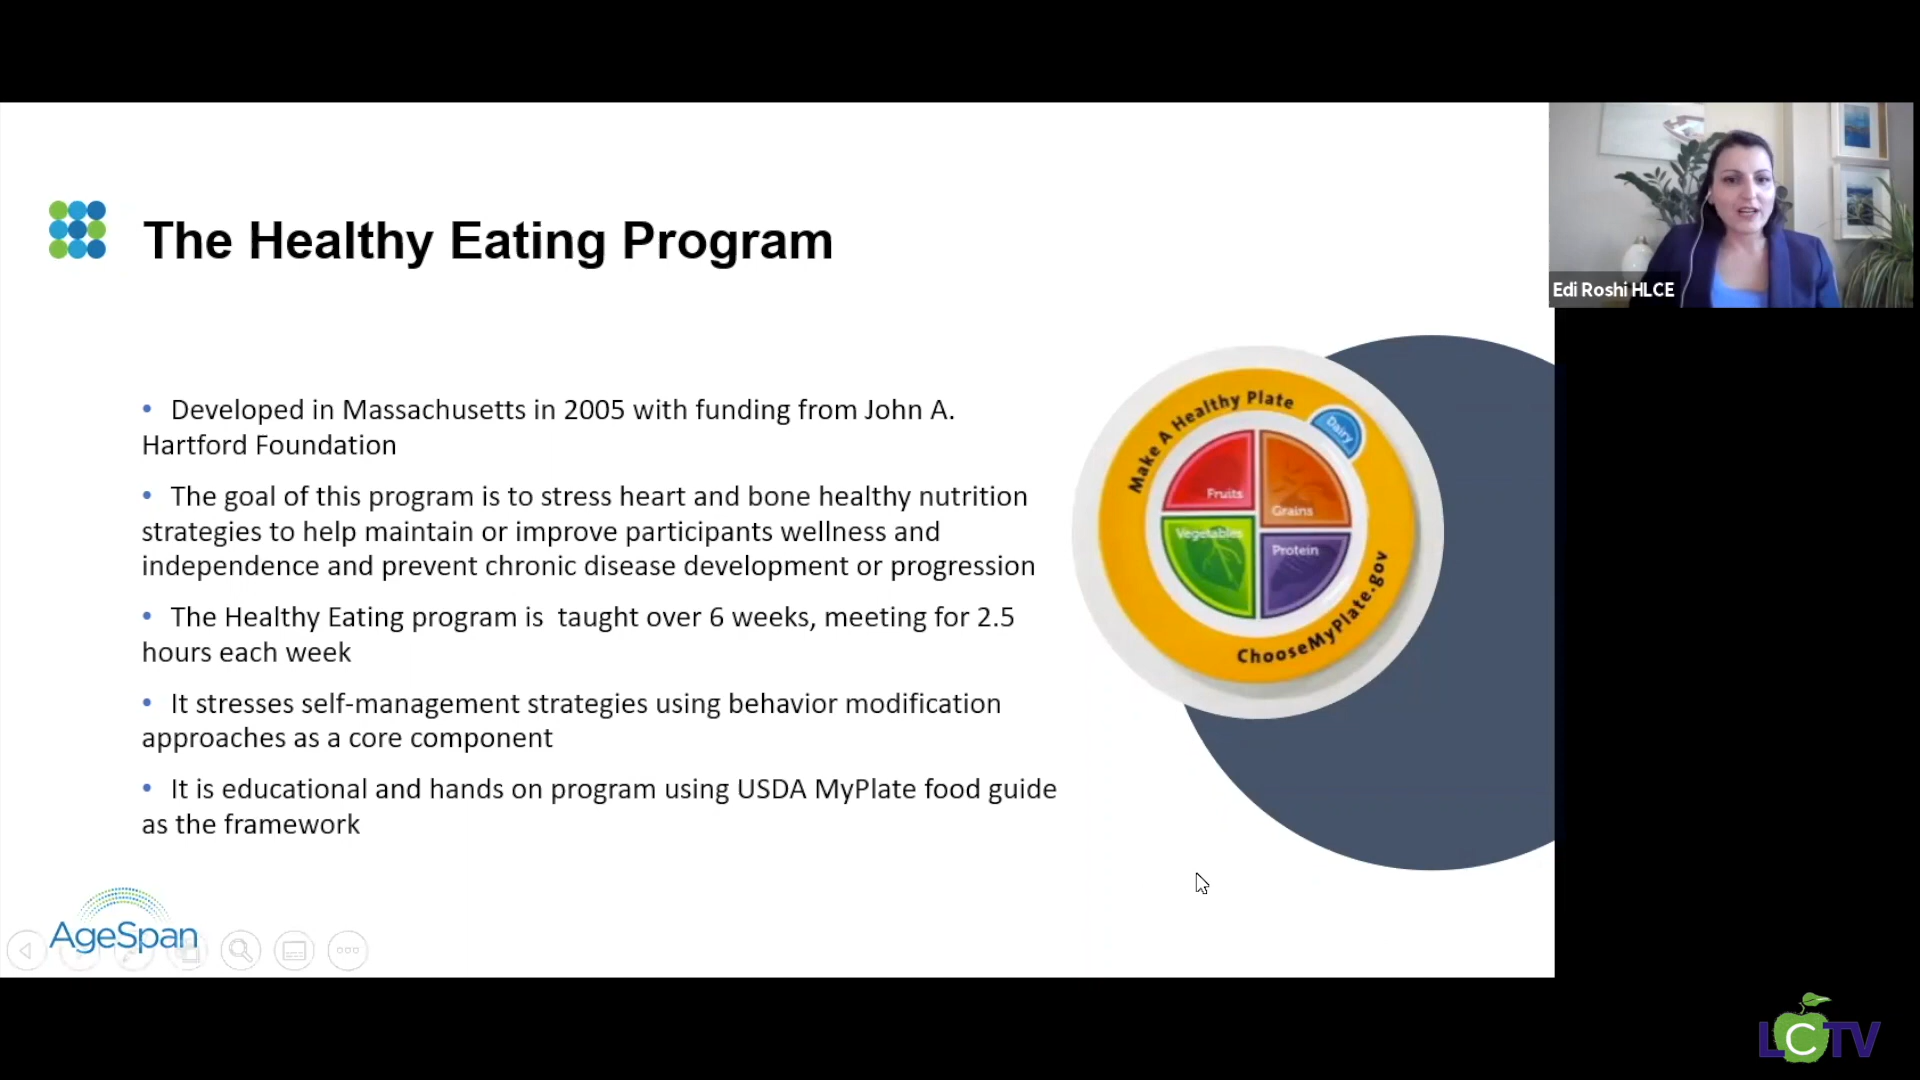 The Healthy Eating Program
Edi Roshi HLCE
• Developed in Massachusetts in 2005 with funding from John A.
Hartford Foundation
• The goal of this program is to stress heart and bone healthy nutrition
strategies to help maintain or improve participants wellness and
independence and prevent chronic disease development or progression
• The Healthy Eating program is  taught over 6 weeks, meeting for 2.5
hours each week
• It stresses self-management strategies using behavior modification
approaches as a core component
• It is educational and hands on program using USDA MyPlate food guide
as the framework
Make A Healthy Plate
Dairy
Fruits
Grains
Vegetables
Protein
ChooseMyPlate.gov
AgeSpan
LCTV